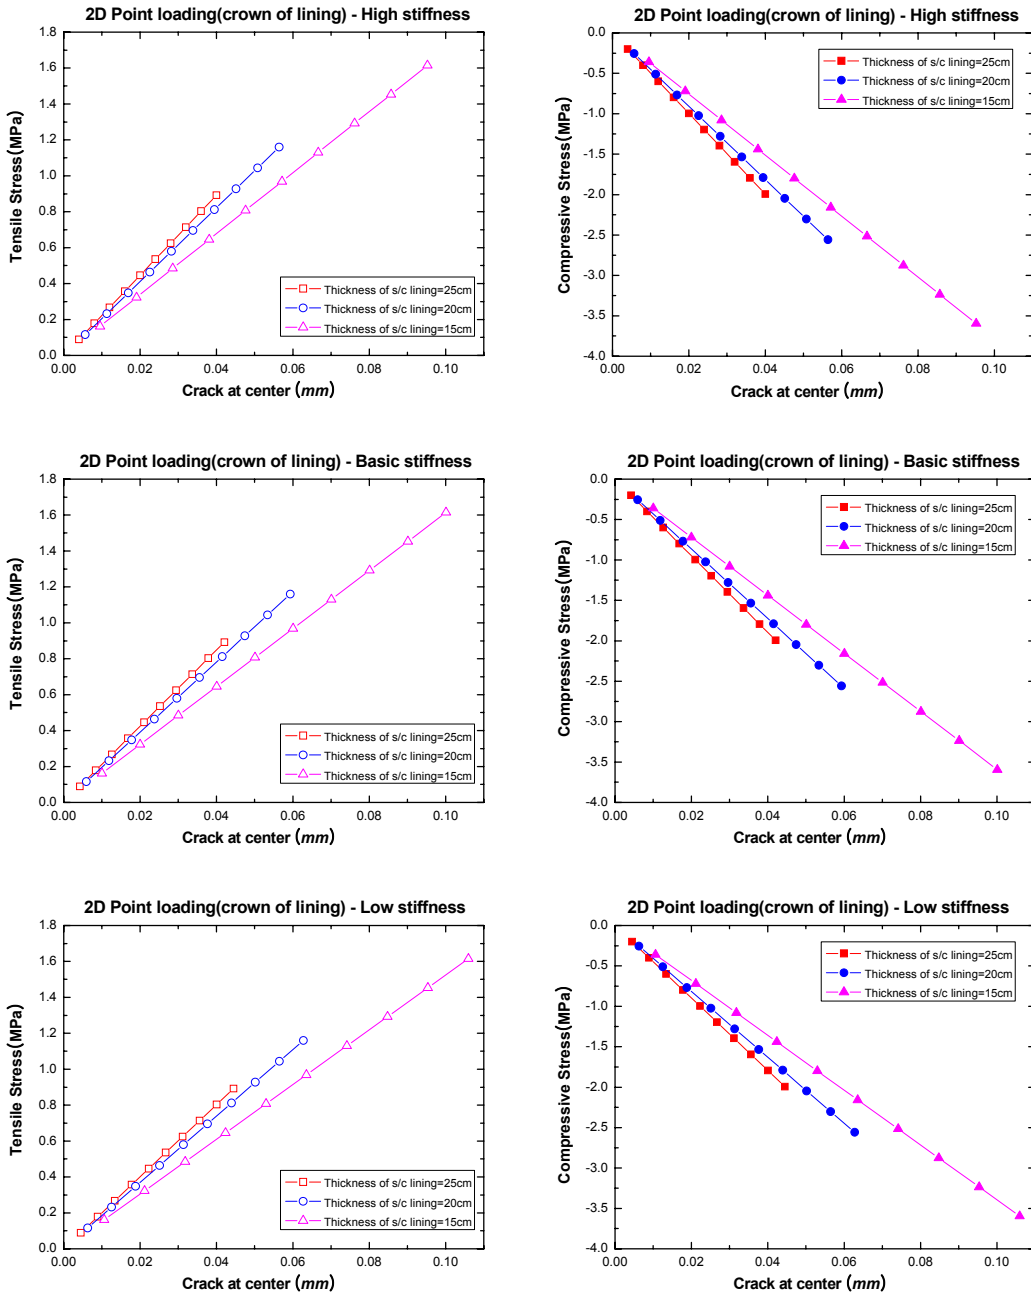 2D Point loading(crown of lining) - High stiffness
1.8
1.6
1.4
1.2
1.0
0.8
0.6
0.4
0.2
0.0
Tensile Stress(MPa)
Thickness of s/c lining=25cm
Thickness of s/c lining=20cm
Thickness of s/c lining=15cm
0.00 0.02 0.04 0.06 0.08 0.10
Crack at center (mm)
2D Point loading(crown of lining) - High stiffness
0.0
-0.5
-1.0
-1.5
-2.0
-2.5
-3.0
-3.5
-4.0
Compressive Stress(MPa)
Thickness of s/c lining=25cm
Thickness of s/c lining=20cm
Thickness of s/c lining=15cm
0.00 0.02 0.04 0.06 0.08 0.10
Crack at center (mm)
2D Point loading(crown of lining) - Basic stiffness
1.8
1.6
1.4
1.2
1.0
0.8
0.6
0.4
0.2
0.0
Tensile Stress(MPa)
Thickness of s/c lining=25cm
Thickness of s/c lining=20cm
Thickness of s/c lining=15cm
0.00 0.02 0.04 0.06 0.08 0.10
Crack at center (mm)
2D Point loading(crown of lining) - Basic stiffness
0.0
-0.5
-1.0
-1.5
-2.0
-2.5
-3.0
-3.5
-4.0
Compressive Stress(MPa)
Thickness of s/c lining=25cm
Thickness of s/c lining=20cm
Thickness of s/c lining=15cm
0.00 0.02 0.04 0.06 0.08 0.10
Crack at center (mm)
2D Point loading(crown of lining) - Low stiffness
1.8
1.6
1.4
1.2
1.0
0.8
0.6
0.4
0.2
0.0
Tensile Stress(MPa)
Thickness of s/c lining=25cm
Thickness of s/c lining=20cm
Thickness of s/c lining=15cm
0.00 0.02 0.04 0.06 0.08 0.10
Crack at center (mm)
2D Point loading(crown of lining) - Low stiffness
0.0
-0.5
-1.0
-1.5
-2.0
-2.5
-3.0
-3.5
-4.0
Compressive Stress(MPa)
Thickness of s/c lining=25cm
Thickness of s/c lining=20cm
Thickness of s/c lining=15cm
0.00 0.02 0.04 0.06 0.08 0.10
Crack at center (mm)